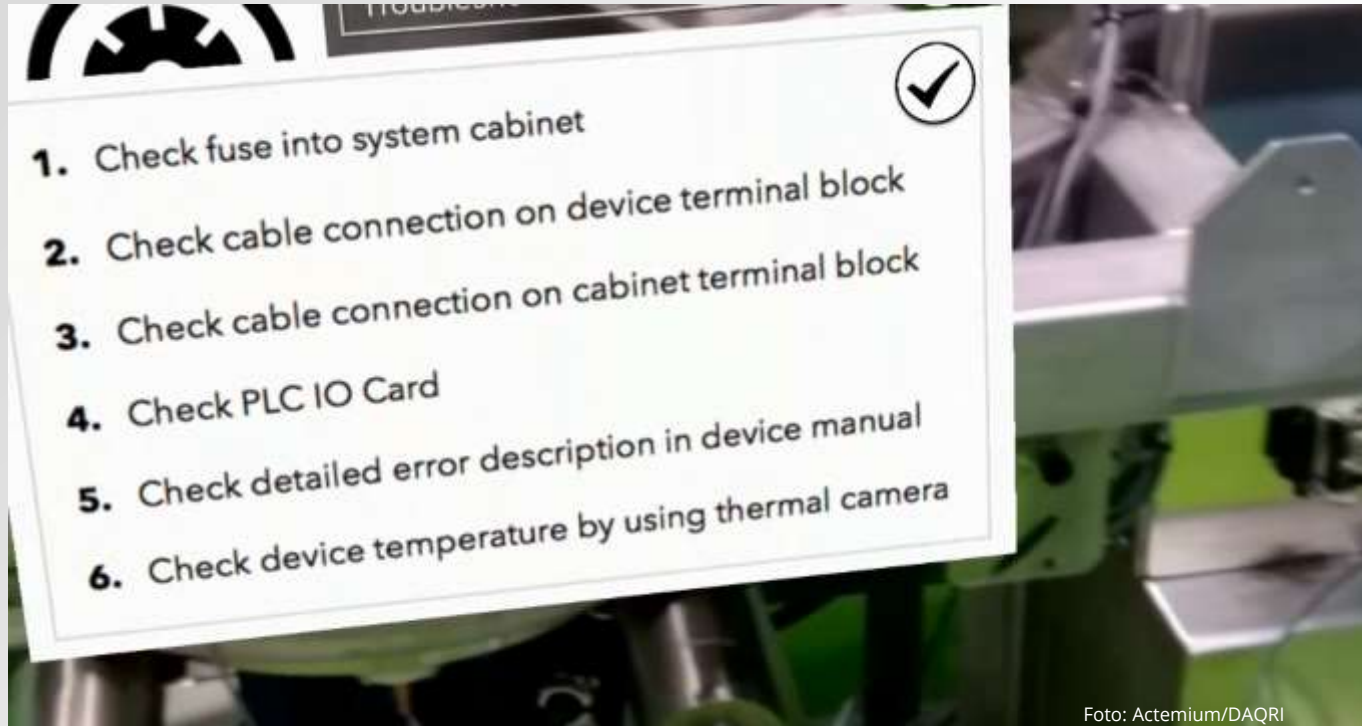 1. Check fuse into system cabinet
2. Check cable connection on device terminal block
3. Check cable connection on cabinet terminal block
4. Check PLC IO Card
5. Check detailed error description in device manual
6. Check device temperature by using thermal camera
Foto: Actemium/DAQRI